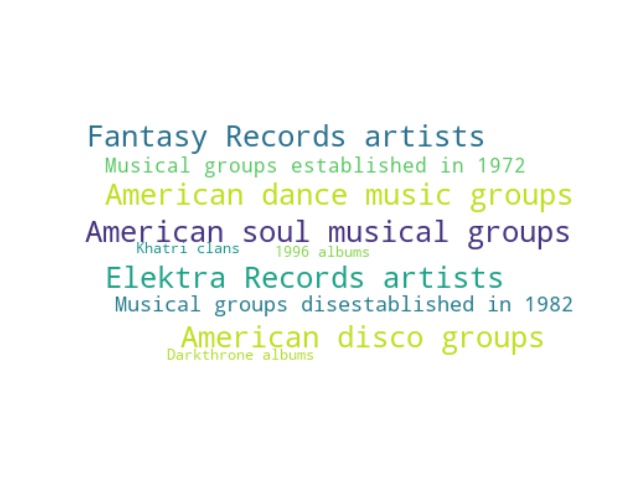 Fantasy Records artists
Musical groups established in 1972
American dance music groups
American soul musical groups
Khatri clans
1996 albums
Elektra Records artists
Musical groups disestablished in 1982
American disco groups
Darkthrone albums